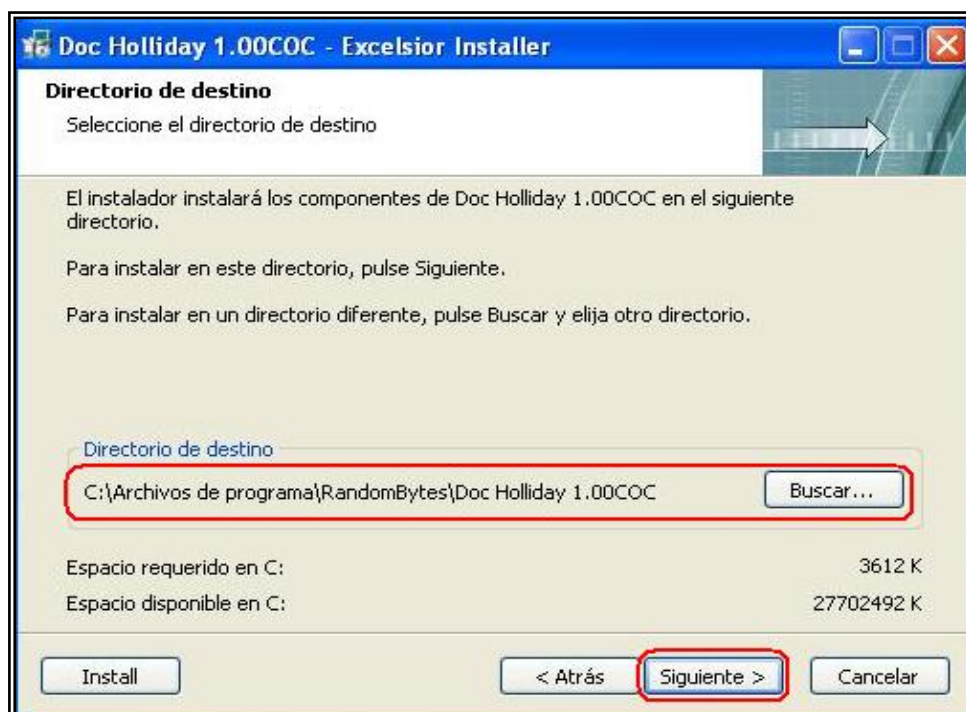 Doc Holliday 1.00COC - Excelsior Installer
Directorio de destino
Seleccione el directorio de destino
El instalador instalará los componentes de Doc Holliday 1.00COC en el siguiente
directorio.
Para instalar en este directorio, pulse Siguiente.
Para instalar en un directorio diferente, pulse Buscar y elija otro directorio.
Directorio de destino
C:\Archivos de programa\RandomBytes\Doc Holliday 1.00COC Buscar...
Espacio requerido en C: 3612 K
Espacio disponible en C: 27702492 K
Install < Atrás Siguiente > Cancelar